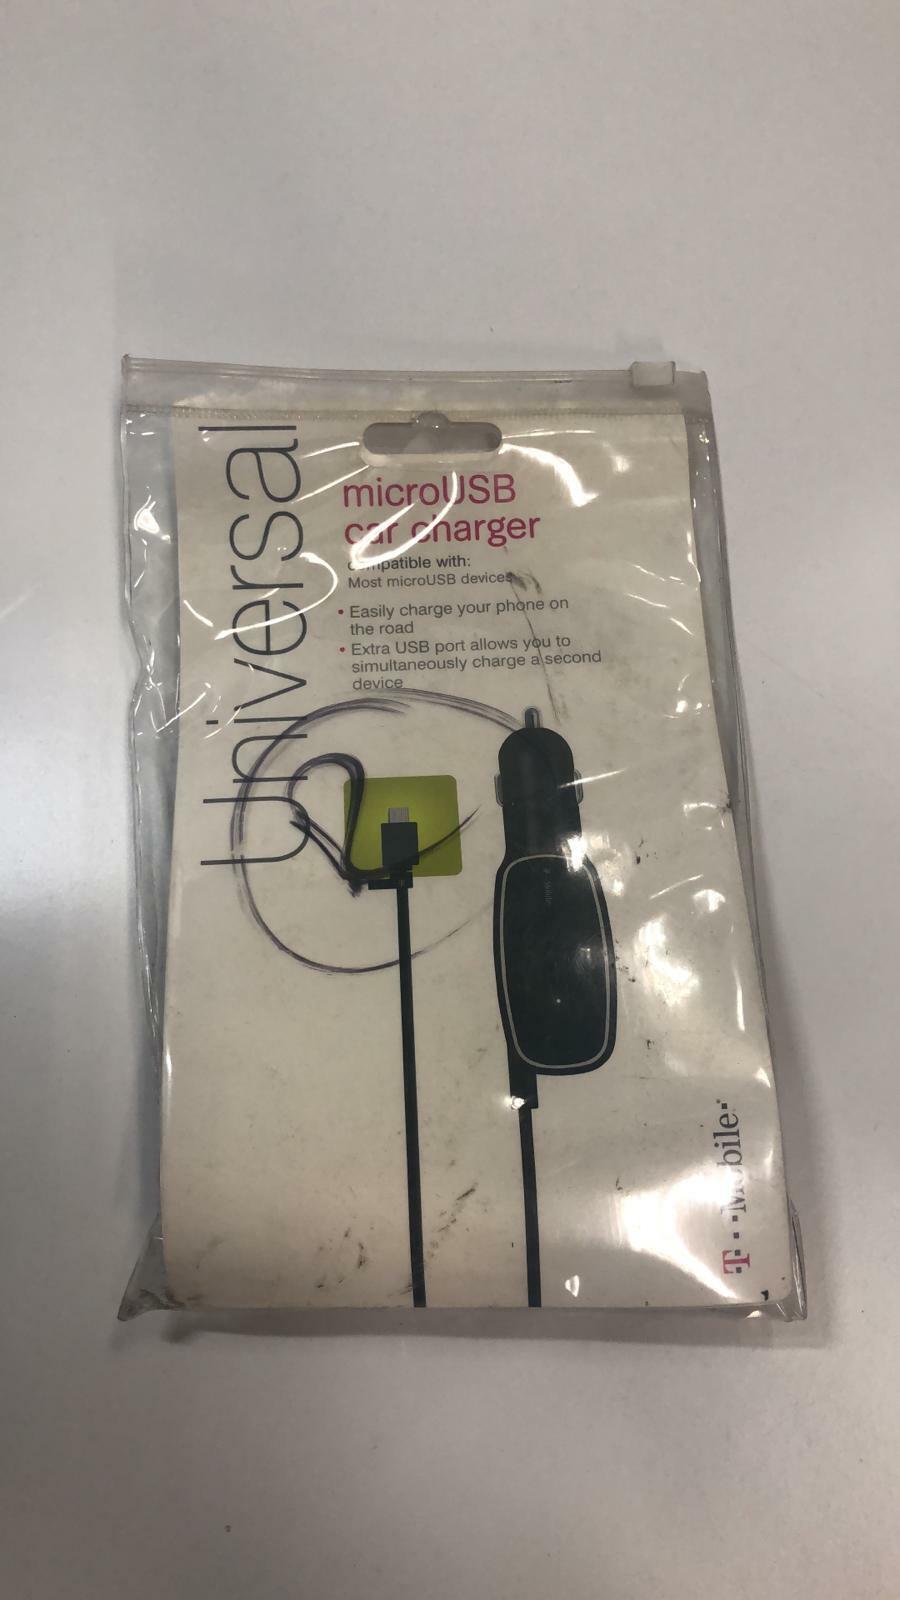 Universal
microUSB
car charger
compatible with:
Most microUSB devices
• Easily charge your phone on
the road
• Extra USB port allows you to
simultaneously charge a second
device
2
T··Mobile·